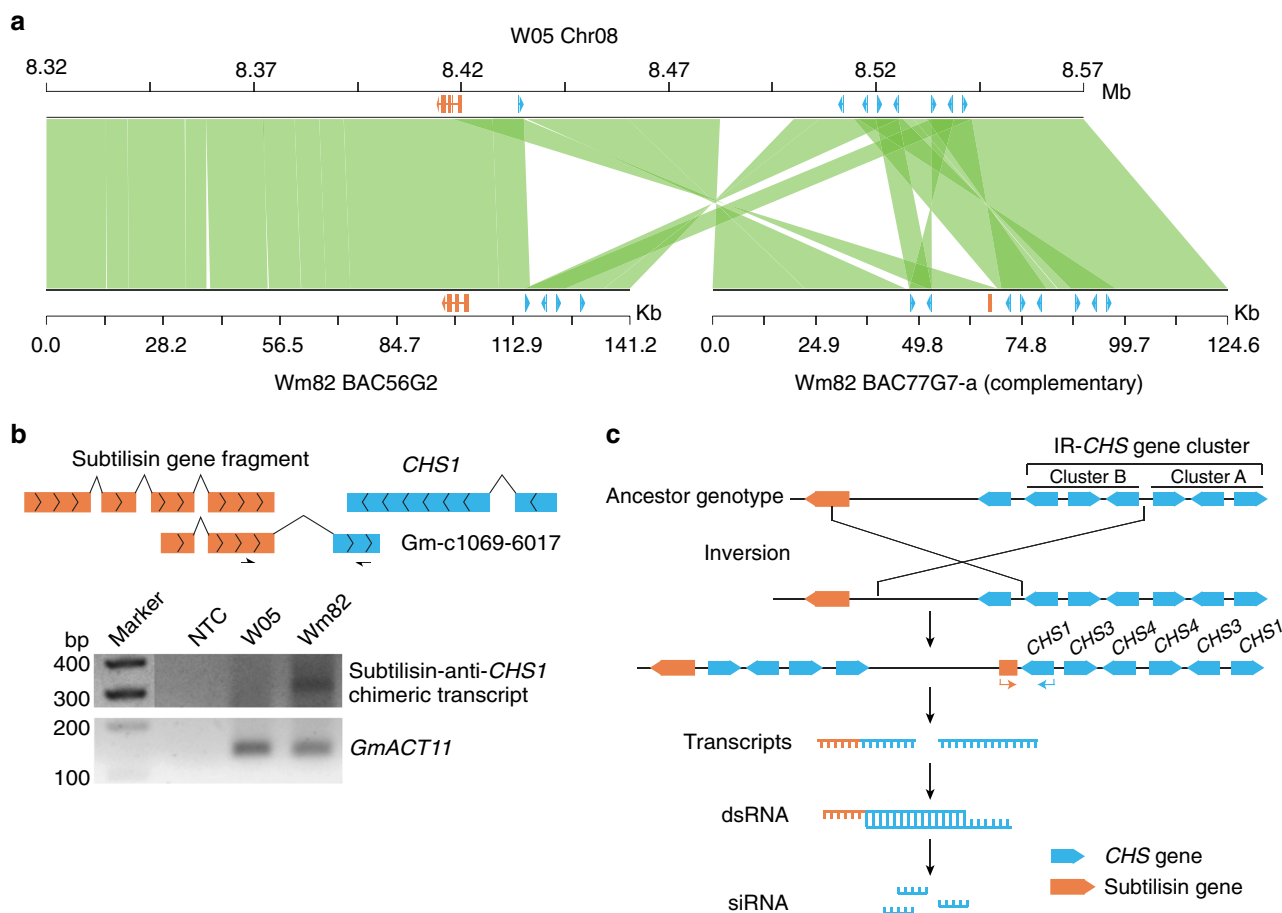 a
W05 Chr08
8.32 8.37 8.42 8.47 8.52 8.57
Mb
Kb Kb
0.0 28.2 56.5 84.7 112.9 141.2 0.0 24.9 49.8 74.8 99.7 124.6
Wm82 BAC56G2 Wm82 BAC77G7-a (complementary)
b
Subtilisin gene fragment CHS1
Gm-c1069-6017
bp Marker NTC W05 Wm82
400
300
Subtilisin-anti-CHS1
chimeric transcript
200
100
GmACT11
c
IR-CHS gene cluster
Cluster B Cluster A
Ancestor genotype
Inversion
CHS1 CHS3 CHS4 CHS4 CHS3 CHS1
Transcripts
dsRNA
siRNA
CHS gene
Subtilisin gene